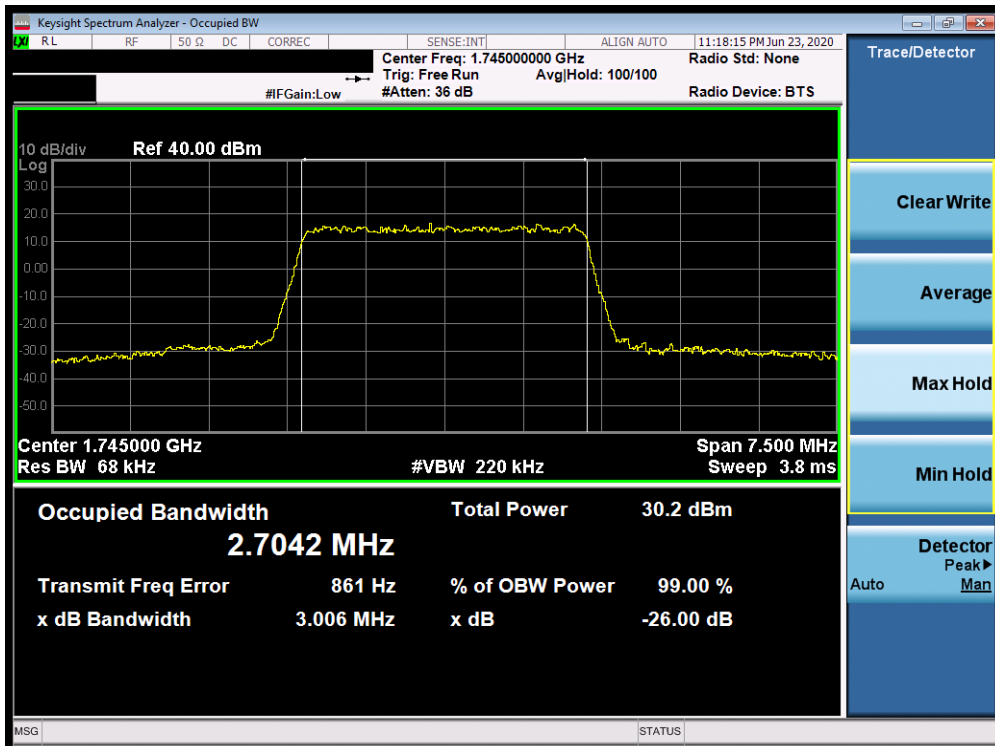 Keysight Spectrum Analyzer - Occupied BW
LXI RL RF 50 Ω DC CORREC SENSE:INT ALIGN AUTO 11:18:15 PM Jun 23, 2020
Center Freq: 1.745000000 GHz Radio Std: None
Trig: Free Run Avg|Hold: 100/100
#IFGain:Low #Atten: 36 dB Radio Device: BTS
10 dB/div Ref 40.00 dBm
Log
30.0
20.0
10.0
0.00
-10.0
-20.0
-30.0
-40.0
-50.0
Center 1.745000 GHz Span 7.500 MHz
Res BW 68 kHz #VBW 220 kHz Sweep 3.8 ms
Occupied Bandwidth Total Power 30.2 dBm
2.7042 MHz
Transmit Freq Error 861 Hz % of OBW Power 99.00 %
x dB Bandwidth 3.006 MHz x dB -26.00 dB
MSG STATUS
Trace/Detector
Clear Write
Average
Max Hold
Min Hold
Detector
Peak▶
Auto Man